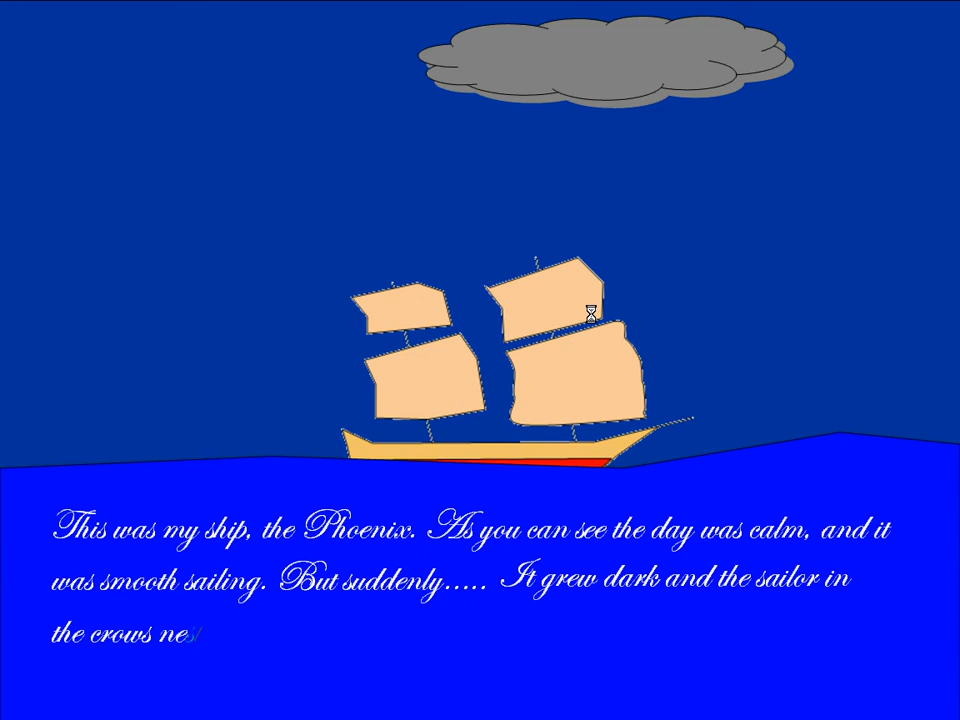 This was my ship, the Phoenix. As you can see the day was calm, and it
was smooth sailing. But suddenly..... It grew dark and the sailor in
the crows nest